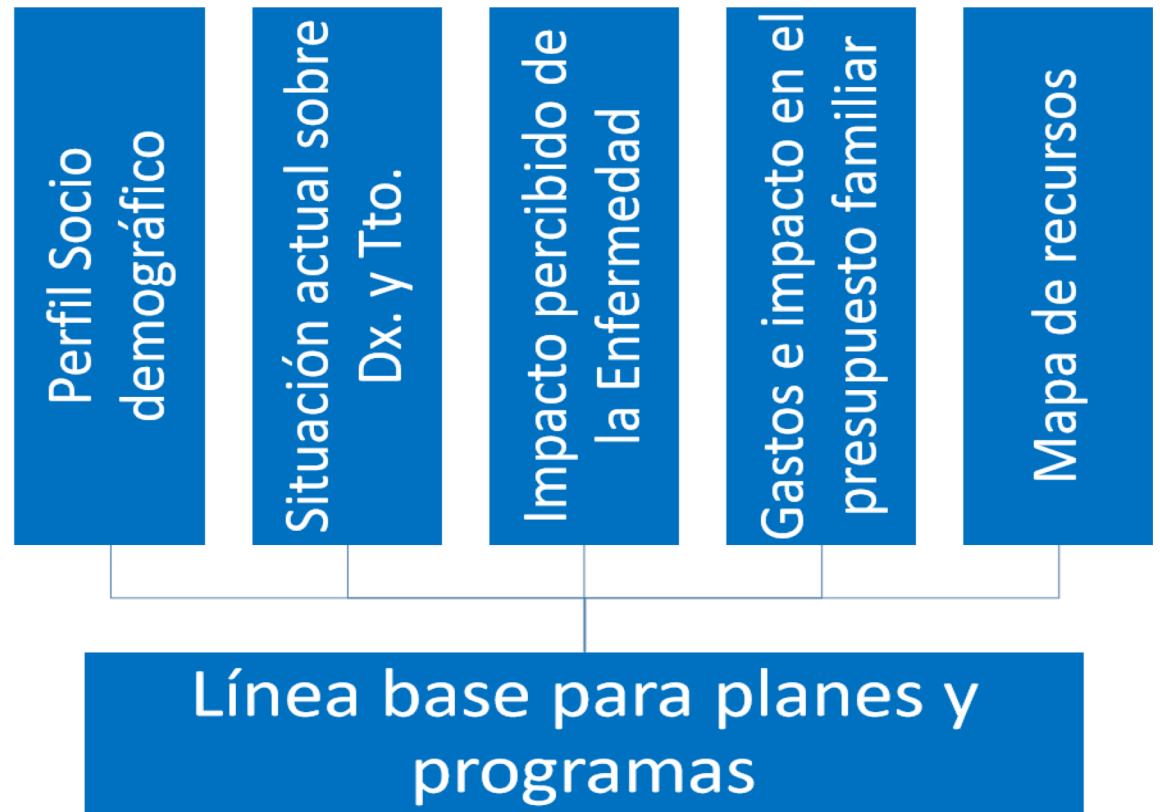 Perfil Socio
demográfico
Situación actual sobre
Dx. y Tto.
Impacto percibido de
la Enfermedad
Gastos e impacto en el
presupuesto familiar
Mapa de recursos
Línea base para planes y
programas